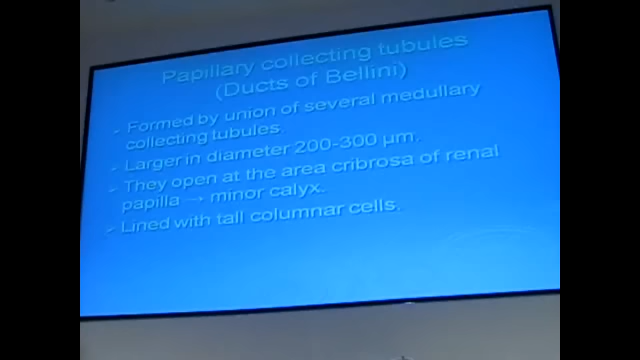 Papillary collecting tubules
(Ducts of Bellini)
Formed by union of several medullary
collecting tubules.
Larger in diameter 200-300 μm.
They open at the area cribrosa of renal
papilla → minor calyx.
Lined with tall columnar cells.